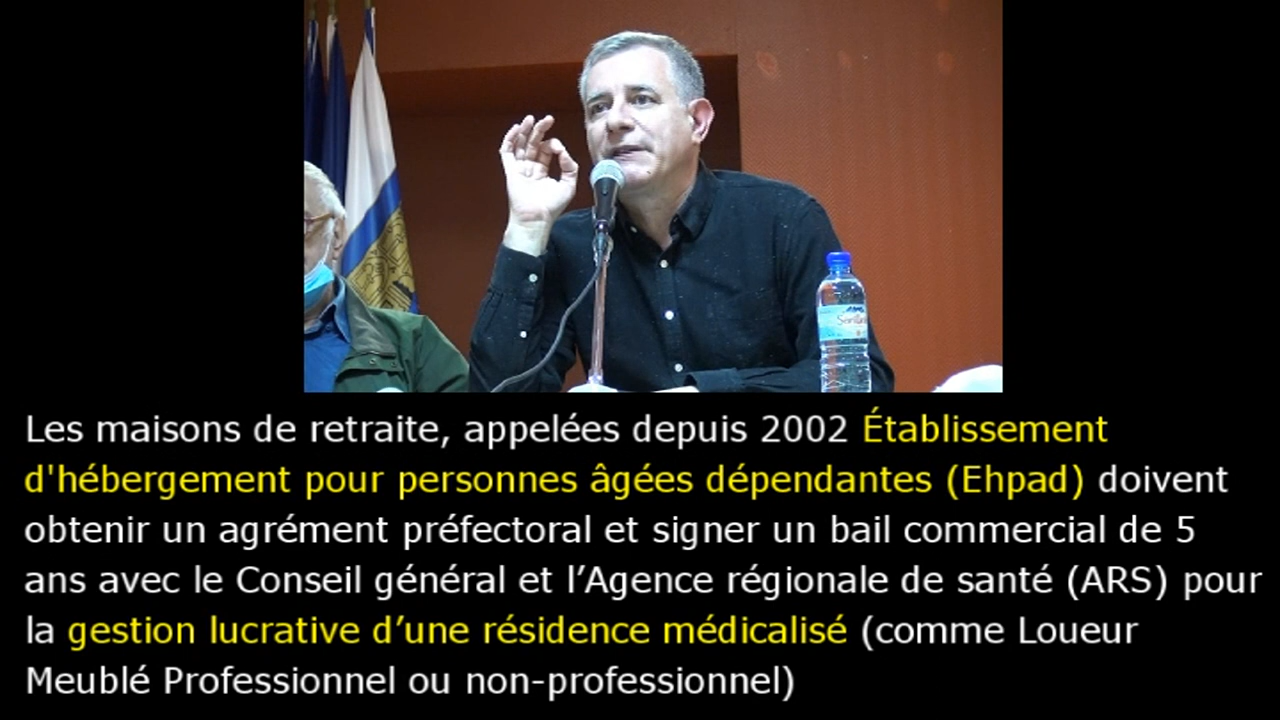 Les maisons de retraite, appelées depuis 2002 Établissement
d'hébergement pour personnes âgées dépendantes (Ehpad) doivent
obtenir un agrément préfectoral et signer un bail commercial de 5
ans avec le Conseil général et l’Agence régionale de santé (ARS) pour
la gestion lucrative d’une résidence médicalisé (comme Loueur
Meublé Professionnel ou non-professionnel)